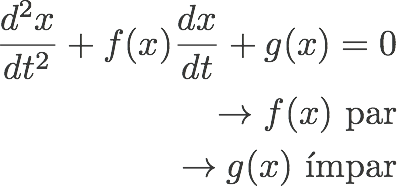 d²x/dt² + f(x) dx/dt + g(x) = 0
→ f(x) par
→ g(x) ímpar